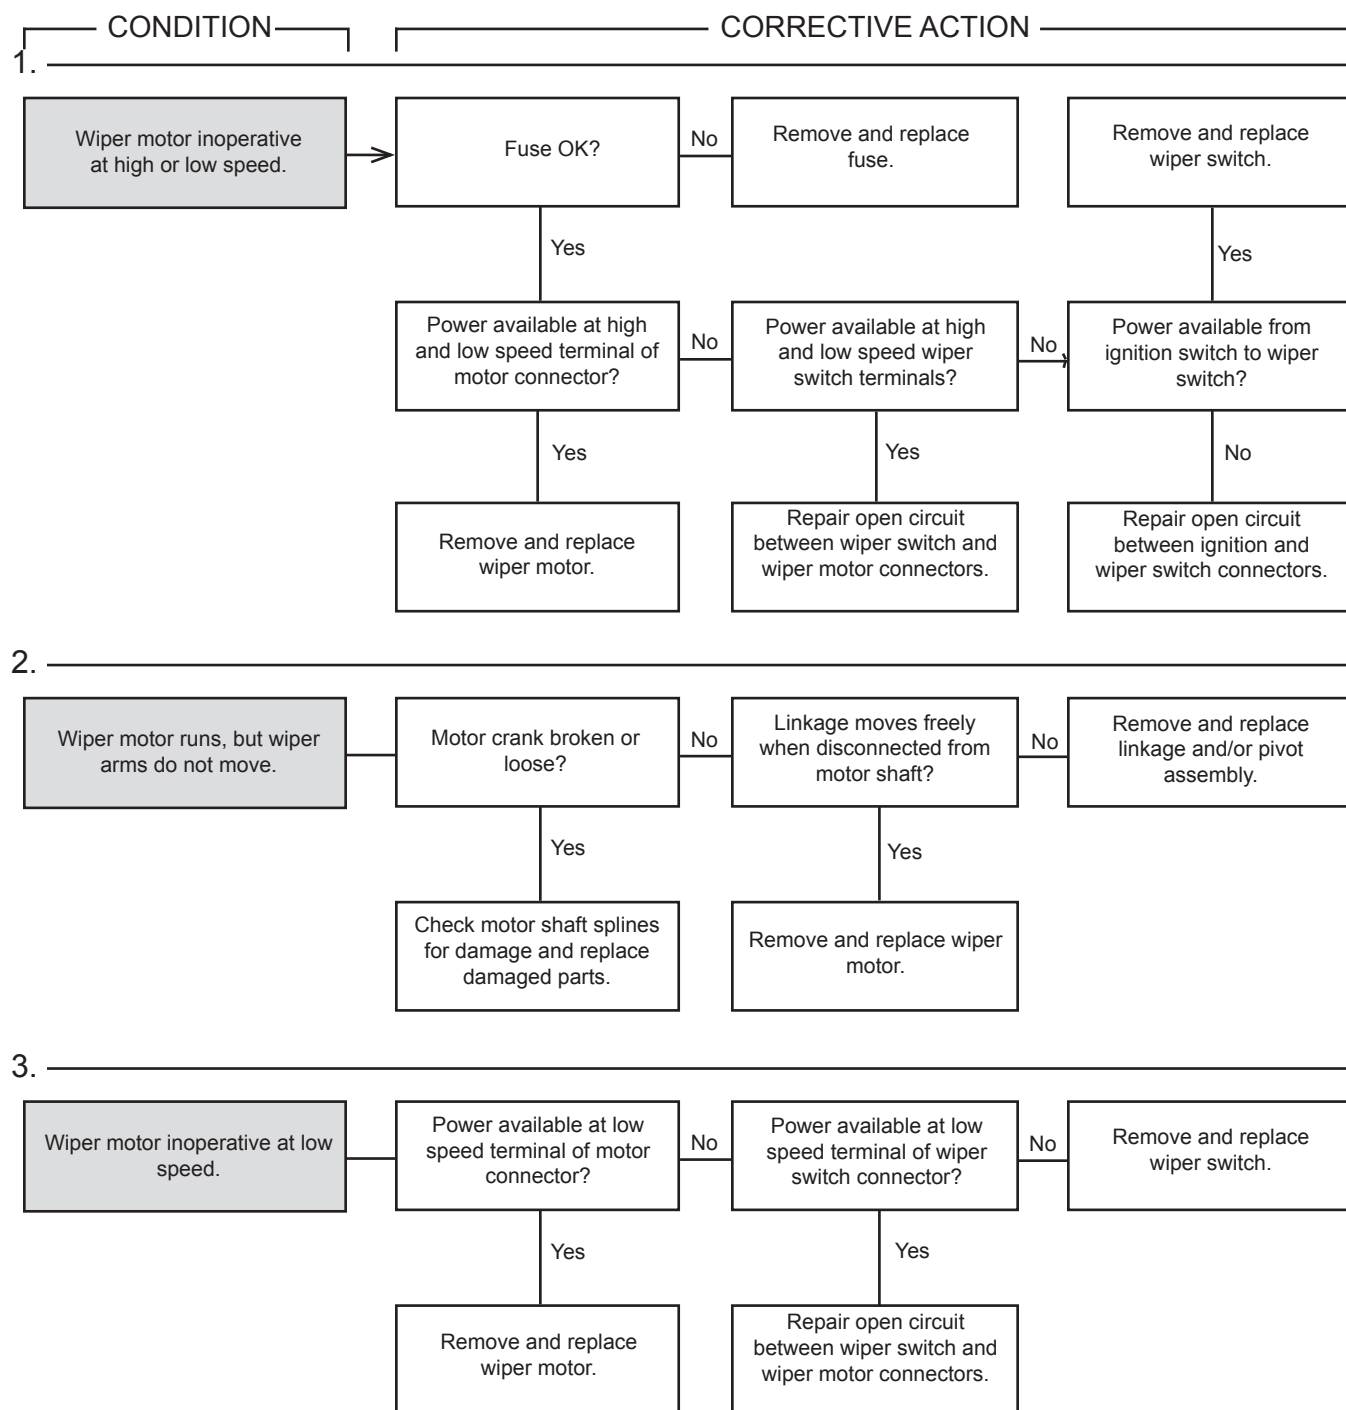 CONDITION
CORRECTIVE ACTION
1.
Wiper motor inoperative
at high or low speed.
Fuse OK?
No
Remove and replace
fuse.
Remove and replace
wiper switch.
Yes
Yes
Power available at high
and low speed terminal of
motor connector?
No
Power available at high
and low speed wiper
switch terminals?
No
Power available from
ignition switch to wiper
switch?
Yes
Yes
No
Remove and replace
wiper motor.
Repair open circuit
between wiper switch and
wiper motor connectors.
Repair open circuit
between ignition and
wiper switch connectors.
2.
Wiper motor runs, but wiper
arms do not move.
Motor crank broken or
loose?
No
Linkage moves freely
when disconnected from
motor shaft?
No
Remove and replace
linkage and/or pivot
assembly.
Yes
Yes
Check motor shaft splines
for damage and replace
damaged parts.
Remove and replace wiper
motor.
3.
Wiper motor inoperative at low
speed.
Power available at low
speed terminal of motor
connector?
No
Power available at low
speed terminal of wiper
switch connector?
No
Remove and replace
wiper switch.
Yes
Yes
Remove and replace
wiper motor.
Repair open circuit
between wiper switch and
wiper motor connectors.